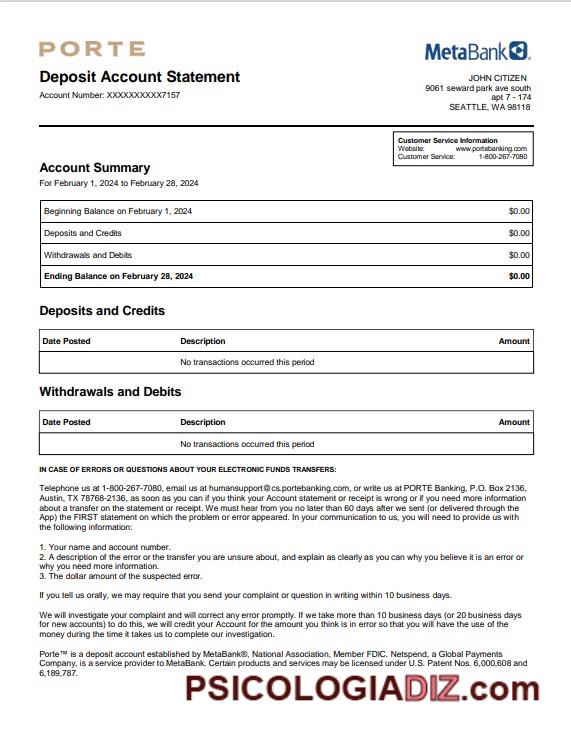 PORTE
MetaBank®
Deposit Account Statement
Account Number: XXXXXXXXXX7157
JOHN CITIZEN
9061 seward park ave south
apt 7 - 174
SEATTLE, WA 98118
Customer Service Information
Website: www.portebanking.com
Customer Service: 1-800-267-7080
Account Summary
For February 1, 2024 to February 28, 2024
Beginning Balance on February 1, 2024 $0.00
Deposits and Credits $0.00
Withdrawals and Debits $0.00
Ending Balance on February 28, 2024 $0.00
Deposits and Credits
Date Posted Description Amount
No transactions occurred this period
Withdrawals and Debits
Date Posted Description Amount
No transactions occurred this period
IN CASE OF ERRORS OR QUESTIONS ABOUT YOUR ELECTRONIC FUNDS TRANSFERS:
Telephone us at 1-800-267-7080, email us at humansupport@cs.portebanking.com, or write us at PORTE Banking, P.O. Box 2136,
Austin, TX 78768-2136, as soon as you can if you think your Account statement or receipt is wrong or if you need more information
about a transfer on the statement or receipt. We must hear from you no later than 60 days after we sent (or delivered through the
App) the FIRST statement on which the problem or error appeared. In your communication to us, you will need to provide us with
the following information:
1. Your name and account number.
2. A description of the error or the transfer you are unsure about, and explain as clearly as you can why you believe it is an error or
why you need more information.
3. The dollar amount of the suspected error.
If you tell us orally, we may require that you send your complaint or question in writing within 10 business days.
We will investigate your complaint and will correct any error promptly. If we take more than 10 business days (or 20 business days
for new accounts) to do this, we will credit your Account for the amount you think is in error so that you will have the use of the
money during the time it takes us to complete our investigation.
Porte™ is a deposit account established by MetaBank®, National Association, Member FDIC. Netspend, a Global Payments
Company, is a service provider to MetaBank. Certain products and services may be licensed under U.S. Patent Nos. 6,000,608 and
6,189,787.
PSICOLOGIADIZ.com